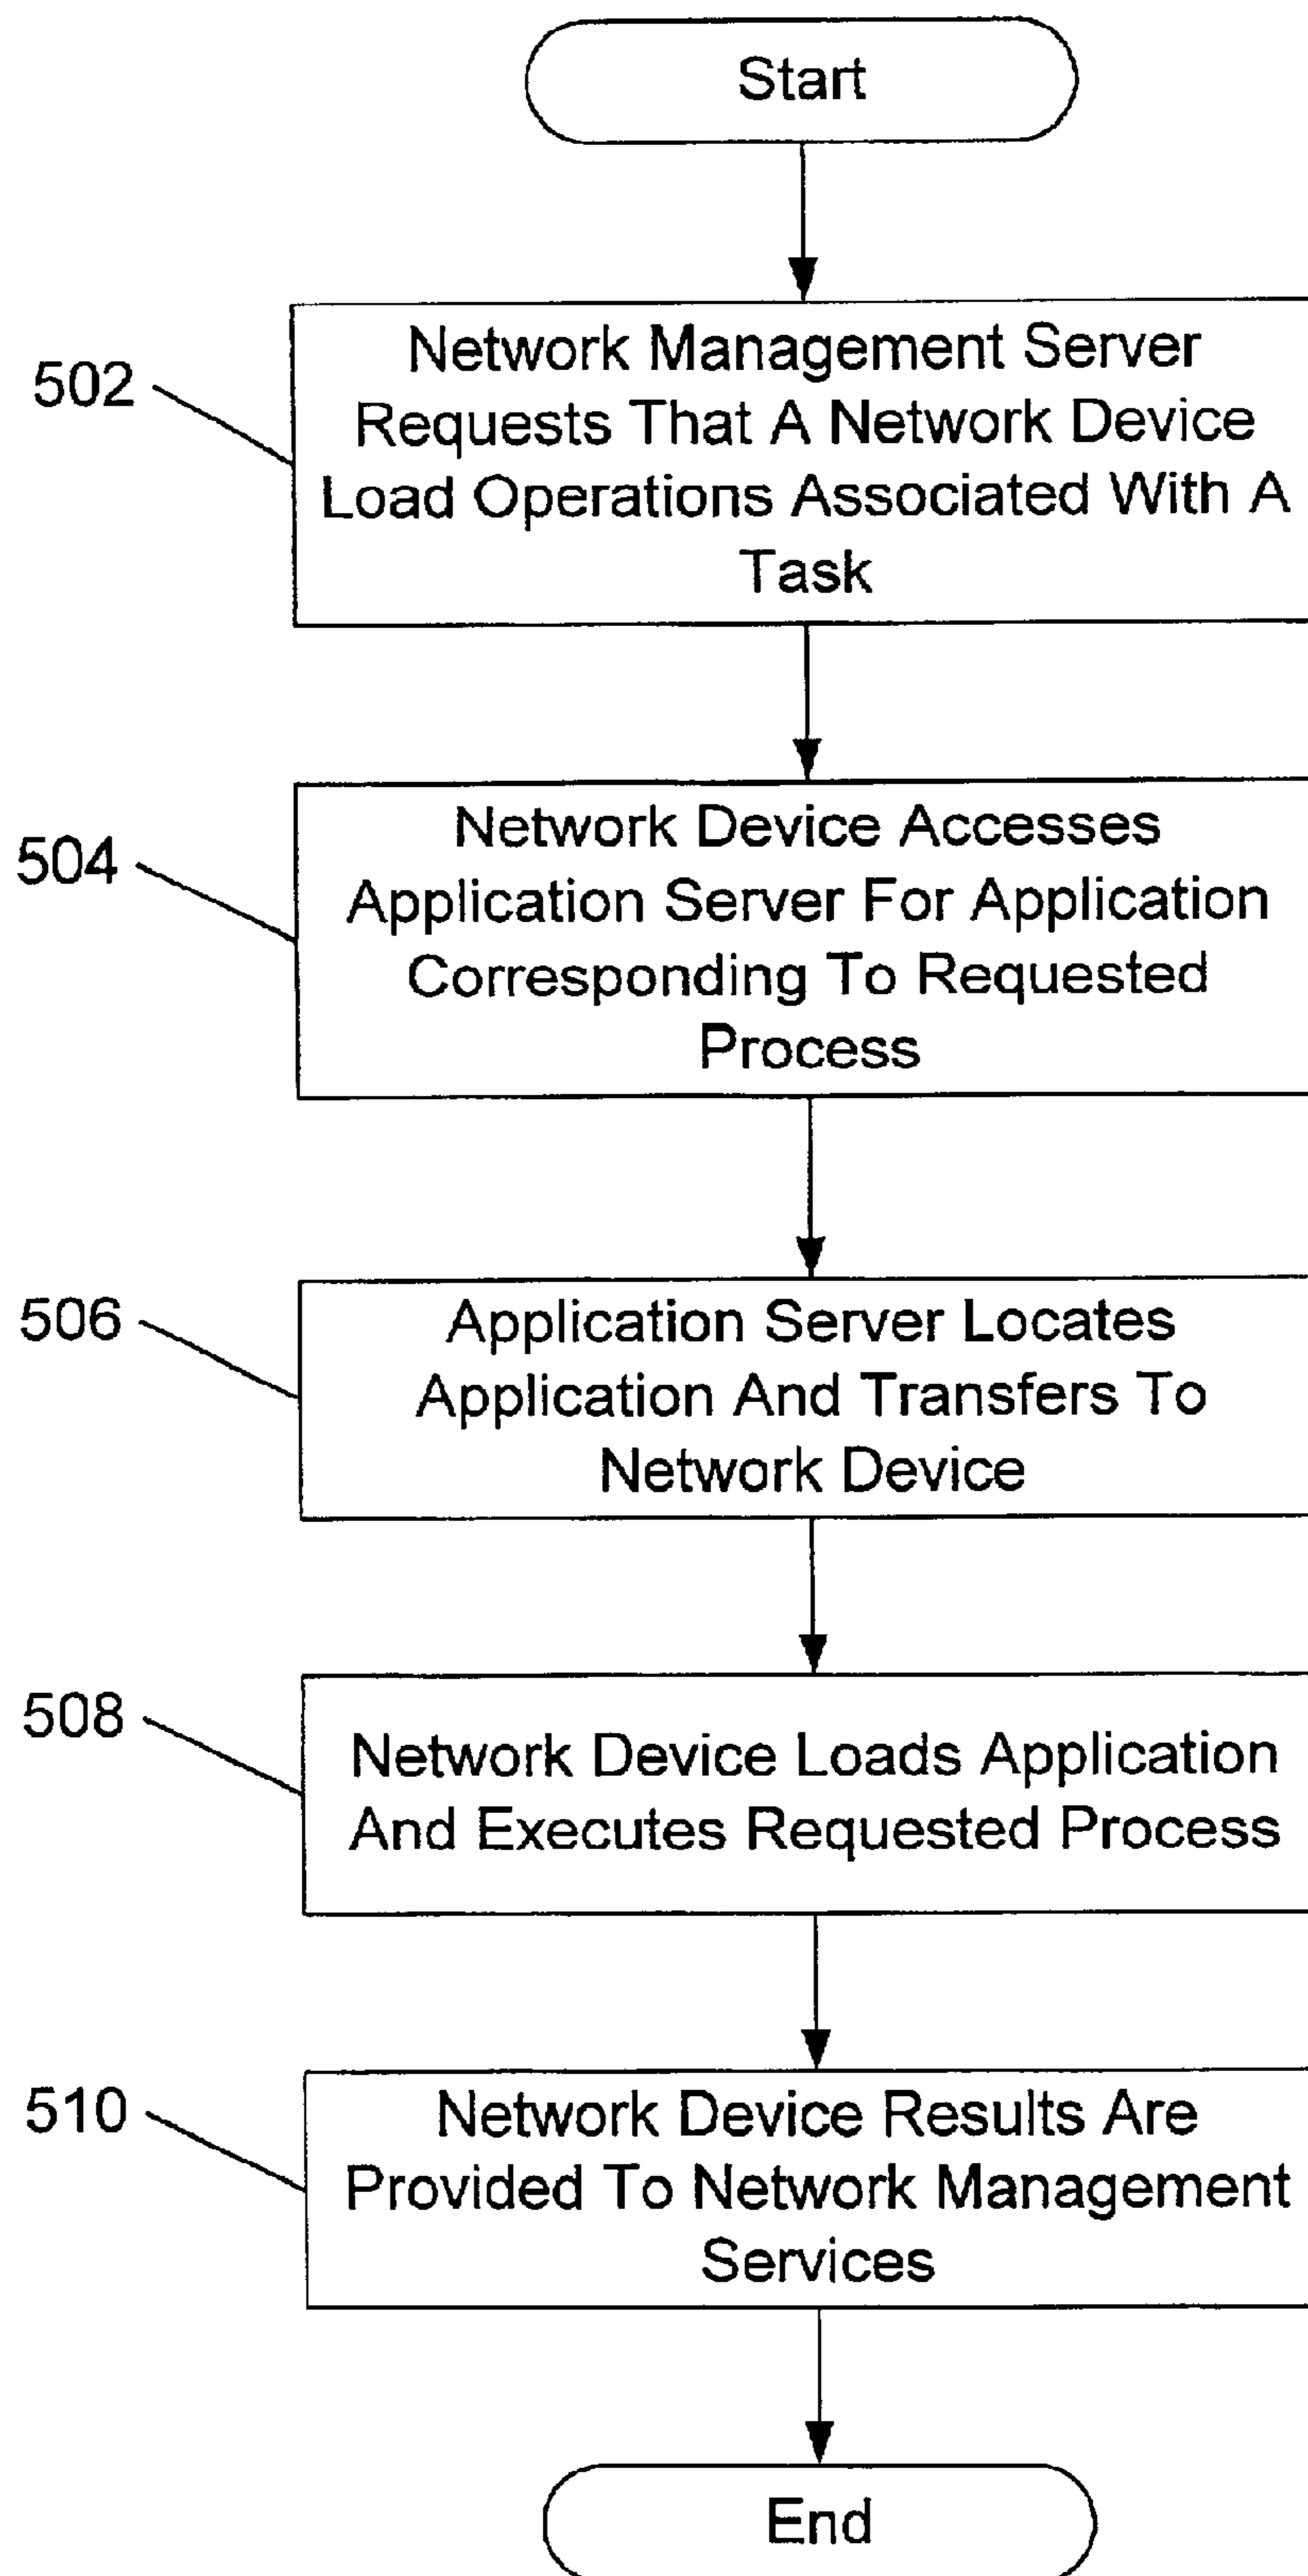 Start
502
Network Management Server
Requests That A Network Device
Load Operations Associated With A
Task
504
Network Device Accesses
Application Server For Application
Corresponding To Requested
Process
506
Application Server Locates
Application And Transfers To
Network Device
508
Network Device Loads Application
And Executes Requested Process
510
Network Device Results Are
Provided To Network Management
Services
End